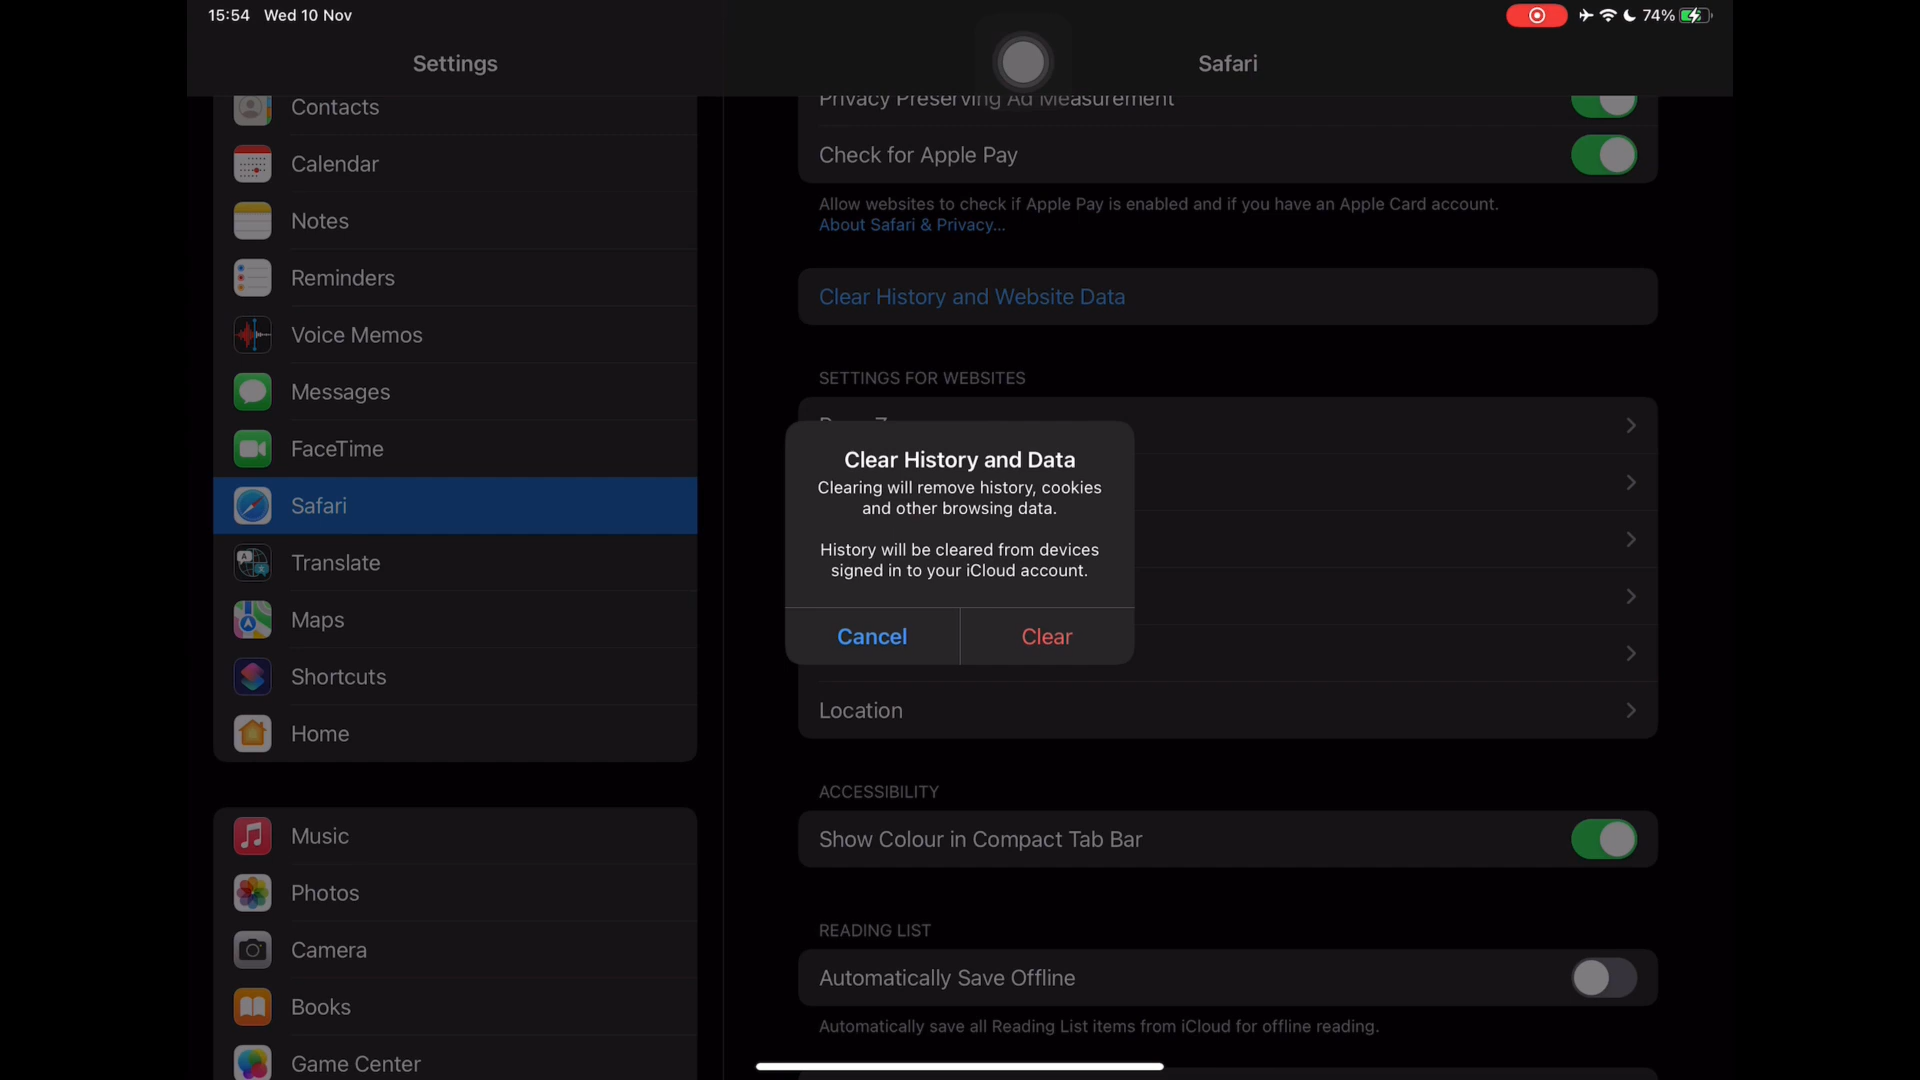 15:54 Wed 10 Nov
74%
Settings
Contacts
Calendar
Notes
Reminders
Voice Memos
Messages
FaceTime
Safari
Translate
Maps
Shortcuts
Home
Music
Photos
Camera
Books
Game Center
Safari
Privacy Preserving Ad Measurement
Check for Apple Pay
Allow websites to check if Apple Pay is enabled and if you have an Apple Card account.
About Safari & Privacy...
Clear History and Website Data
SETTINGS FOR WEBSITES
Clear History and Data
Clearing will remove history, cookies
and other browsing data.
History will be cleared from devices
signed in to your iCloud account.
Cancel
Clear
Location
ACCESSIBILITY
Show Colour in Compact Tab Bar
READING LIST
Automatically Save Offline
Automatically save all Reading List items from iCloud for offline reading.